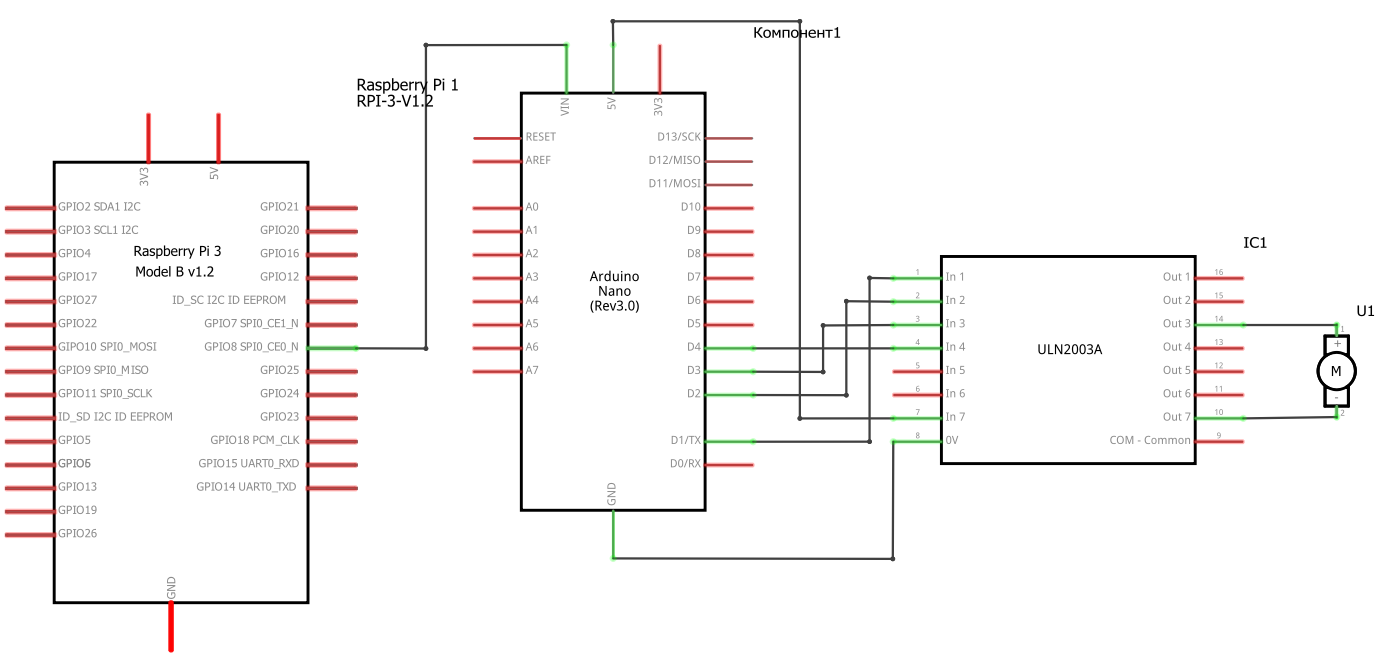 Компонент1
Raspberry Pi 1
RPI-3-V1.2
3V3
5V
GPIO2 SDA1 I2C
GPIO3 SCL1 I2C
GPIO4
GPIO17
GPIO27
GPIO22
GIPO10 SPI0_MOSI
GPIO9 SPI0_MISO
GPIO11 SPI0_SCLK
ID_SD I2C ID EEPROM
GPIO5
GPIO6
GPIO13
GPIO19
GPIO26
Raspberry Pi 3
Model B v1.2
GPIO21
GPIO20
GPIO16
GPIO12
ID_SC I2C ID EEPROM
GPIO7 SPI0_CE1_N
GPIO8 SPI0_CE0_N
GPIO25
GPIO24
GPIO23
GPIO18 PCM_CLK
GPIO15 UART0_RXD
GPIO14 UART0_TXD
GND
VIN
5V
3V3
RESET
AREF
A0
A1
A2
A3
A4
A5
A6
A7
Arduino
Nano
(Rev3.0)
D13/SCK
D12/MISO
D11/MOSI
D10
D9
D8
D7
D6
D5
D4
D3
D2
D1/TX
D0/RX
GND
IC1
1 In 1
2 In 2
3 In 3
4 In 4
5 In 5
6 In 6
7 In 7
8 0V
ULN2003A
Out 1 16
Out 2 15
Out 3 14
Out 4 13
Out 5 12
Out 6 11
Out 7 10
COM - Common 9
U1
1
+
M
-
2